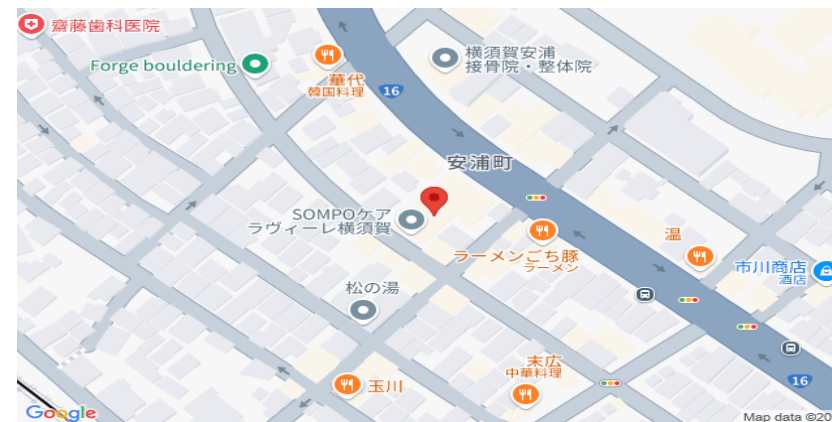 齋藤歯科医院
Forge bouldering
華代
韓国料理
16
横須賀安浦
接骨院・整体院
安浦町
SOMPOケア
ラヴィーレ横須賀
ラーメンごち豚
ラーメン
温
市川商店
酒店
松の湯
末広
中華料理
玉川
16
Google
Map data ©20